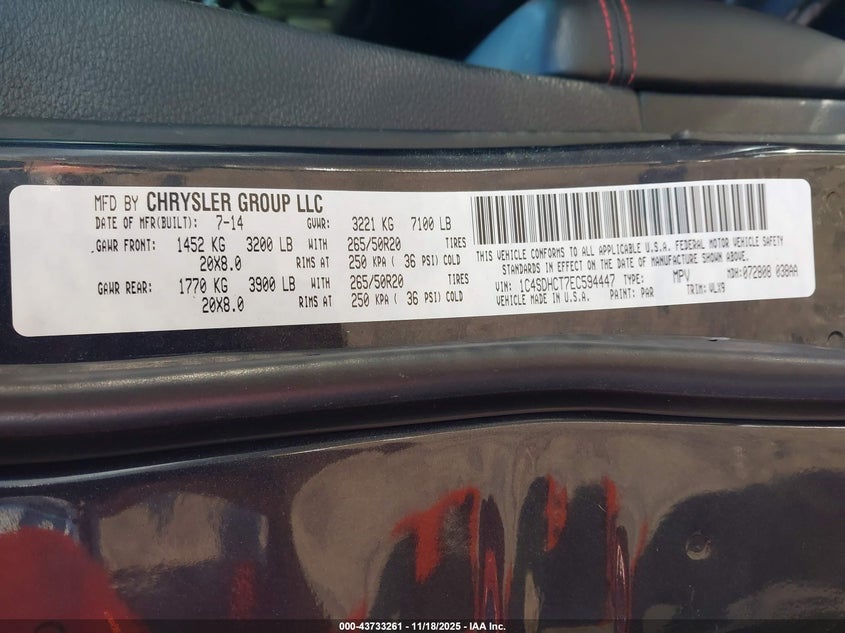 MFD BY CHRYSLER GROUP LLC
DATE OF MFR(BUILT): 7-14 GVWR: 3221 KG 7100 LB
GAWR FRONT: 1452 KG 3200 LB WITH 265/50R20 TIRES
20X8.0 RIMS AT 250 KPA ( 36 PSI) COLD
GAWR REAR: 1770 KG 3900 LB WITH 265/50R20 TIRES
20X8.0 RIMS AT 250 KPA ( 36 PSI) COLD
THIS VEHICLE CONFORMS TO ALL APPLICABLE U.S.A. FEDERAL MOTOR VEHICLE SAFETY
STANDARDS IN EFFECT ON THE DATE OF MANUFACTURE SHOWN ABOVE.
VIN: 1C4SDHCT7EC594447 TYPE: MPV MDH: 072808 038AA
VEHICLE MADE IN U.S.A. PAINT: PAR TRIM: VLX9
000-43733261 - 11/18/2025 - IAA Inc.